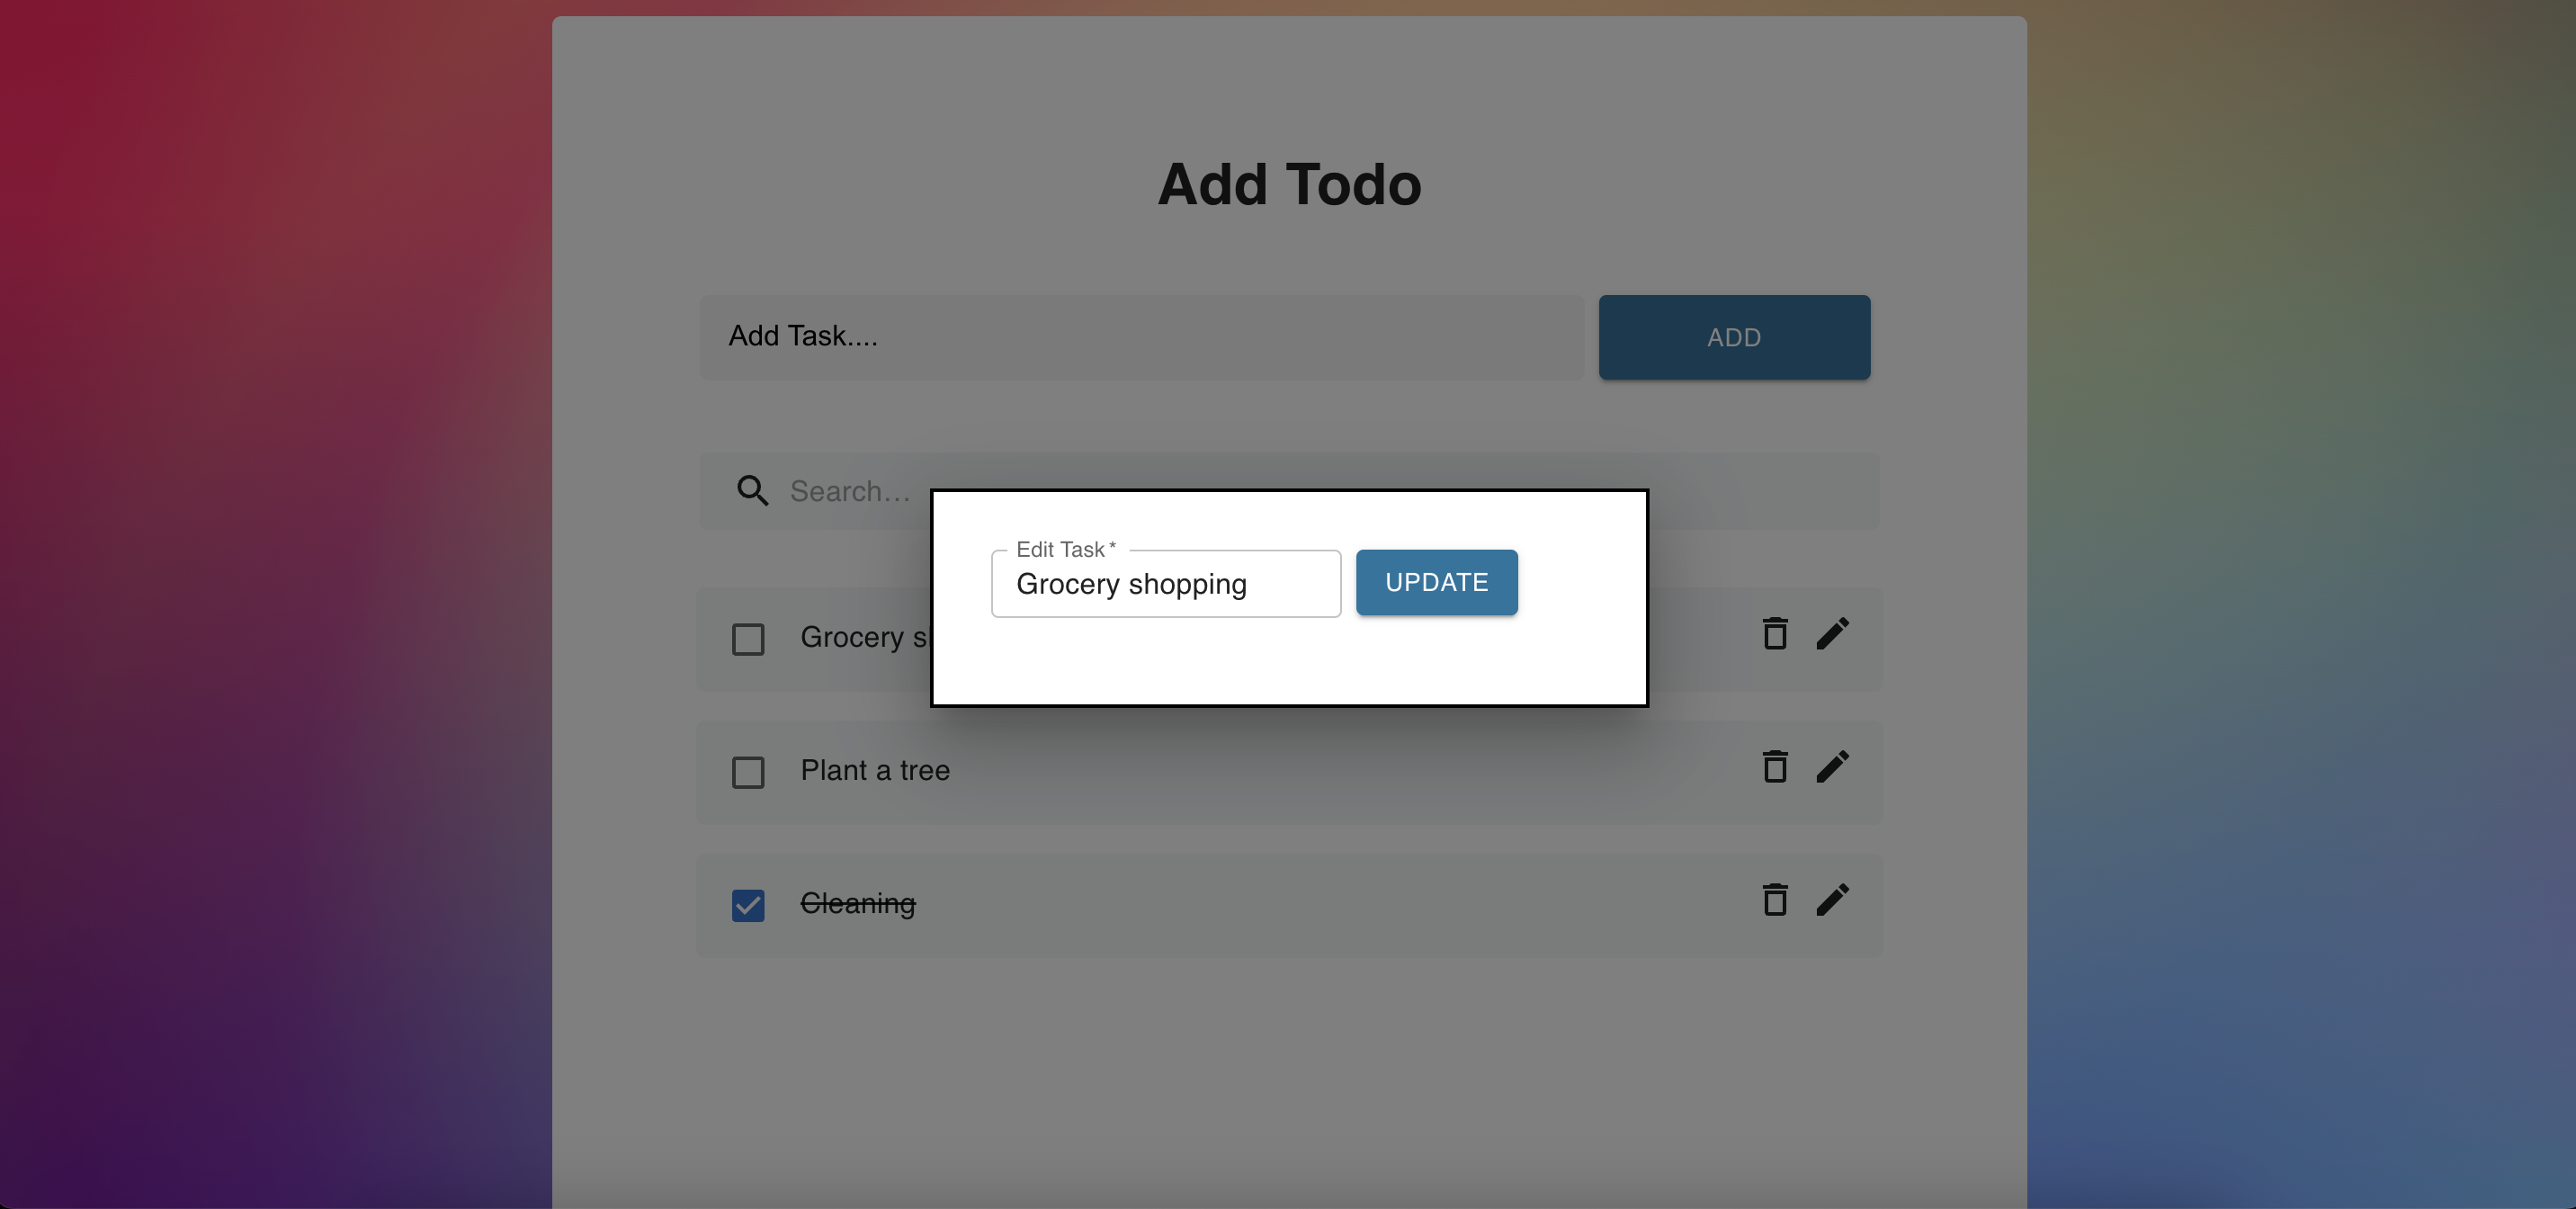 Add Todo
Add Task....
ADD
Search...
Edit Task *
Grocery shopping
UPDATE
Grocery s
Plant a tree
Cleaning